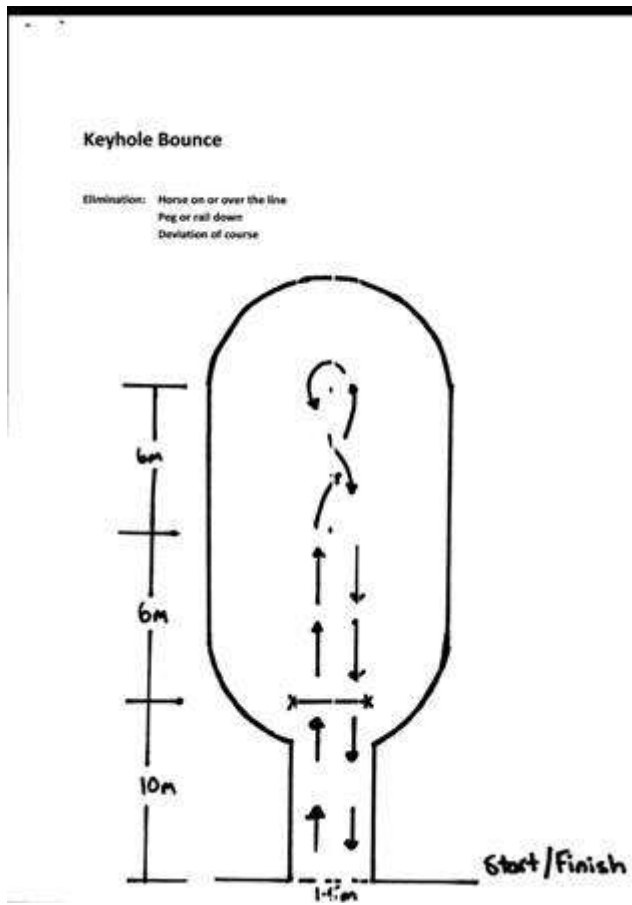 Keyhole Bounce
Elimination: Horse on or over the line
Peg or rail down
Deviation of course
6m
6m
10m
Start/Finish